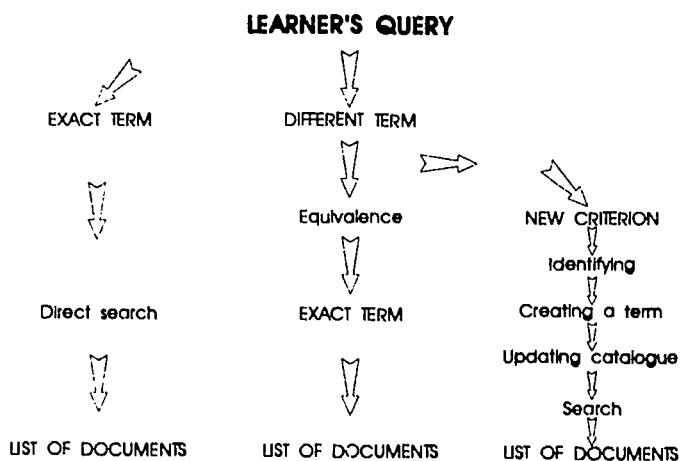 LEARNER'S QUERY
EXACT TERM
DIFFERENT TERM
Equivalence
NEW CRITERION
Identifying
Direct search
EXACT TERM
Creating a term
Updating catalogue
Search
LIST OF DOCUMENTS
LIST OF DOCUMENTS
LIST OF DOCUMENTS